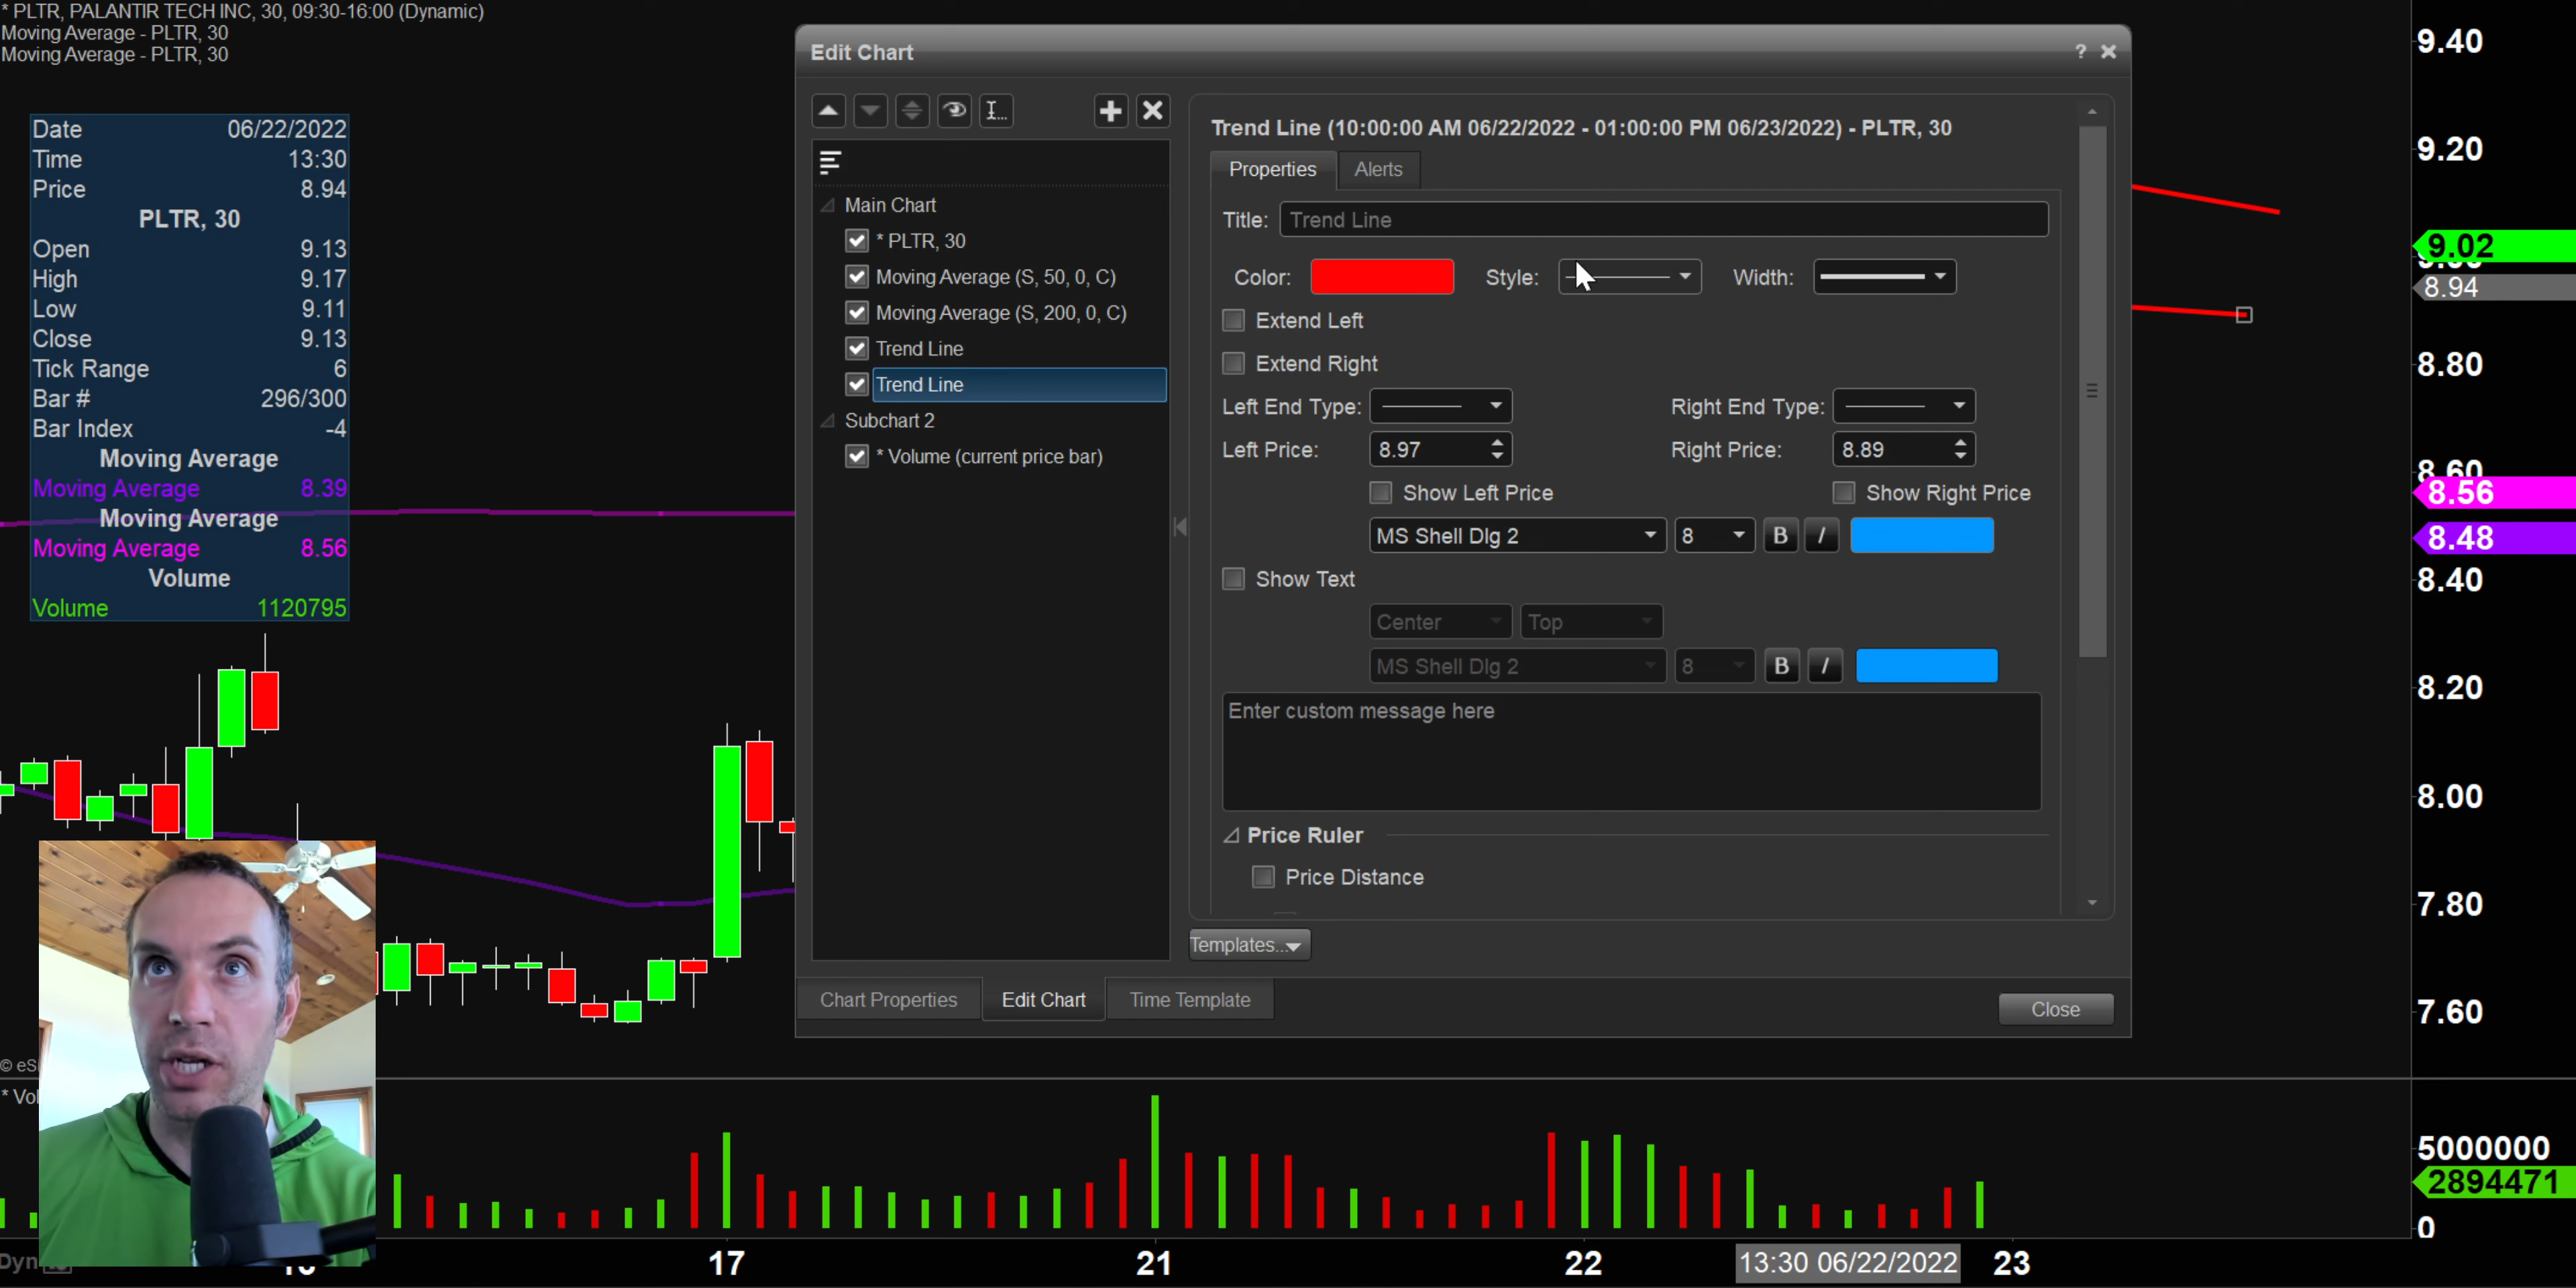 * PLTR, PALANTIR TECH INC, 30, 09:30-16:00 (Dynamic)
Moving Average - PLTR, 30
Moving Average - PLTR, 30
Date 06/22/2022
Time 13:30
Price 8.94
PLTR, 30
Open 9.13
High 9.17
Low 9.11
Close 9.13
Tick Range 6
Bar # 296/300
Bar Index -4
Moving Average
Moving Average 8.39
Moving Average
Moving Average 8.56
Volume
Volume 1120795
Edit Chart
? 
Main Chart
* PLTR, 30
Moving Average (S, 50, 0, C)
Moving Average (S, 200, 0, C)
Trend Line
Trend Line
Subchart 2
* Volume (current price bar)
Trend Line (10:00:00 AM 06/22/2022 - 01:00:00 PM 06/23/2022) - PLTR, 30
Properties Alerts
Title: Trend Line
Color: Style: Width:
Extend Left
Extend Right
Left End Type: Right End Type:
Left Price: 8.97 Right Price: 8.89
Show Left Price Show Right Price
MS Shell Dlg 2 8 B I
Show Text
Center Top
MS Shell Dlg 2 8 B I
Enter custom message here
Price Ruler
Price Distance
Templates...
Chart Properties Edit Chart Time Template
Close
9.40
9.20
9.02
8.94
8.80
8.60
8.56
8.48
8.40
8.20
8.00
7.80
7.60
© eSi
* Vol
5000000
2894471
0
Dyn
17 21 22 13:30 06/22/2022 23